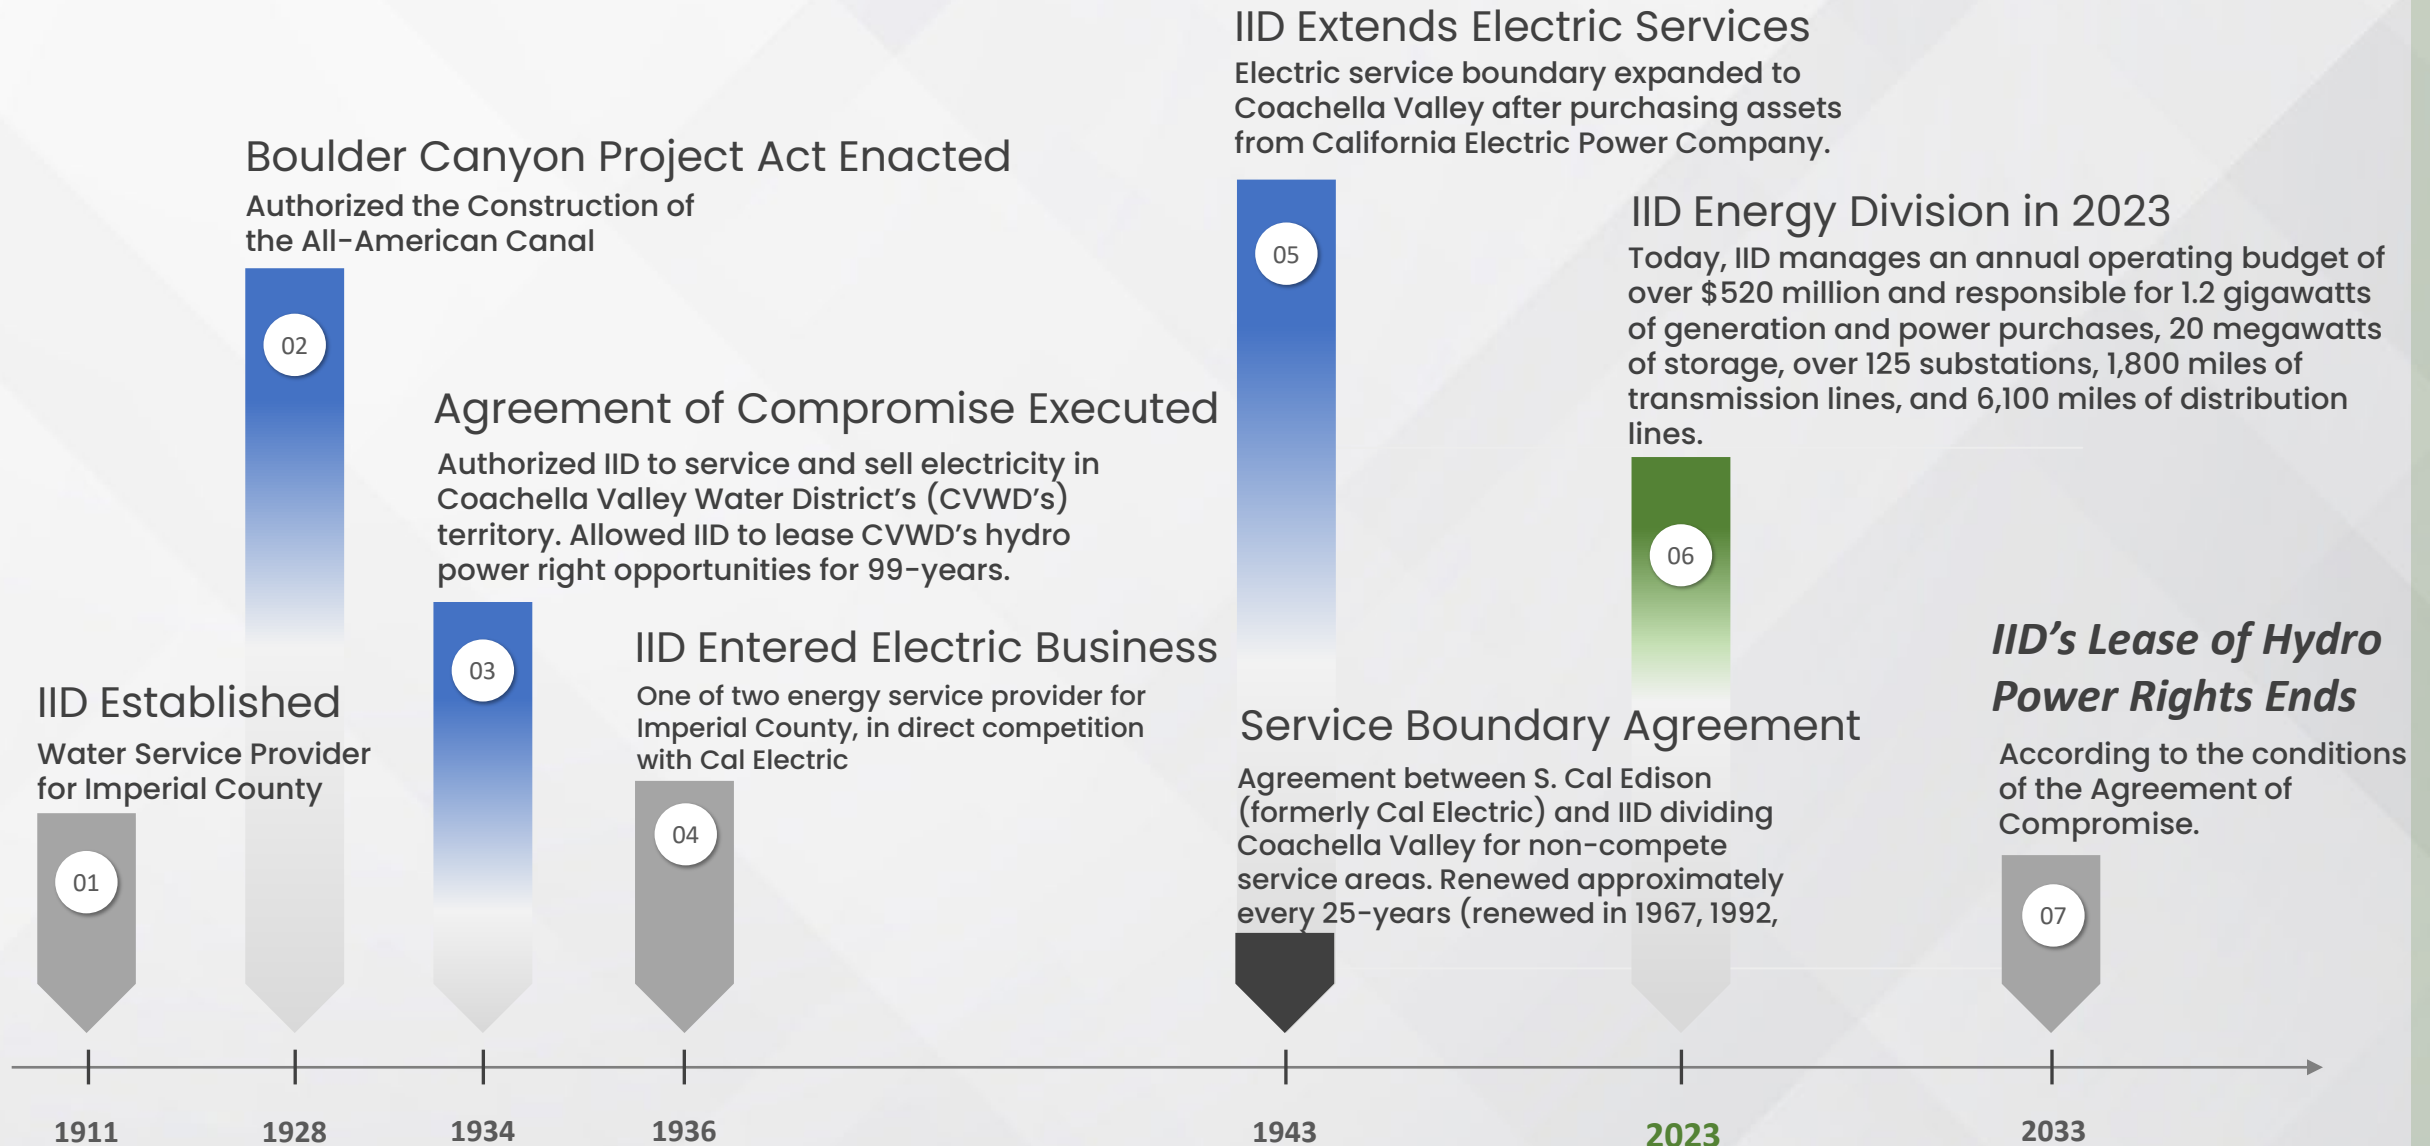 IID Established
Water Service Provider
for Imperial County
01
1911
Boulder Canyon Project Act Enacted
Authorized the Construction of
the All-American Canal
02
1928
Agreement of Compromise Executed
Authorized IID to service and sell electricity in
Coachella Valley Water District’s (CVWD’s)
territory. Allowed IID to lease CVWD’s hydro
power right opportunities for 99-years.
03
1934
IID Entered Electric Business
One of two energy service provider for
Imperial County, in direct competition
with Cal Electric
04
1936
IID Extends Electric Services
Electric service boundary expanded to
Coachella Valley after purchasing assets
from California Electric Power Company.
05
Service Boundary Agreement
Agreement between S. Cal Edison
(formerly Cal Electric) and IID dividing
Coachella Valley for non-compete
service areas. Renewed approximately
every 25-years (renewed in 1967, 1992,
1943
IID Energy Division in 2023
Today, IID manages an annual operating budget of
over $520 million and responsible for 1.2 gigawatts
of generation and power purchases, 20 megawatts
of storage, over 125 substations, 1,800 miles of
transmission lines, and 6,100 miles of distribution
lines.
06
2023
IID’s Lease of Hydro
Power Rights Ends
According to the conditions
of the Agreement of
Compromise.
07
2033